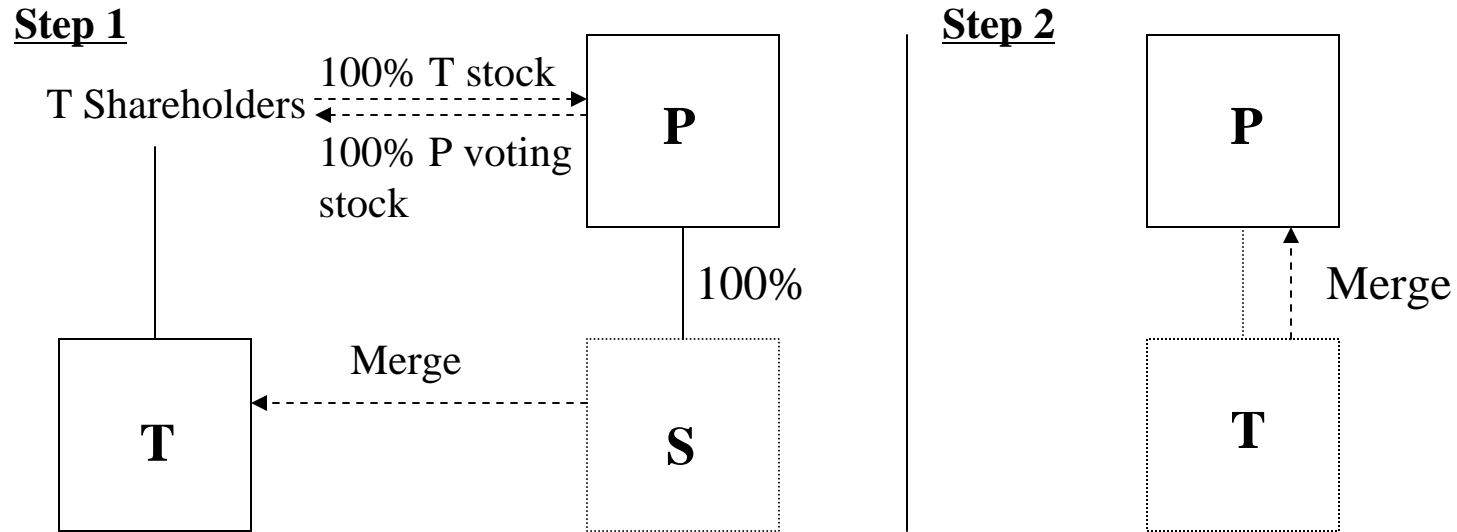 Step 1
100% T stock
T Shareholders
100% P voting
stock
P
100%
Merge
T
S
Step 2
P
Merge
T